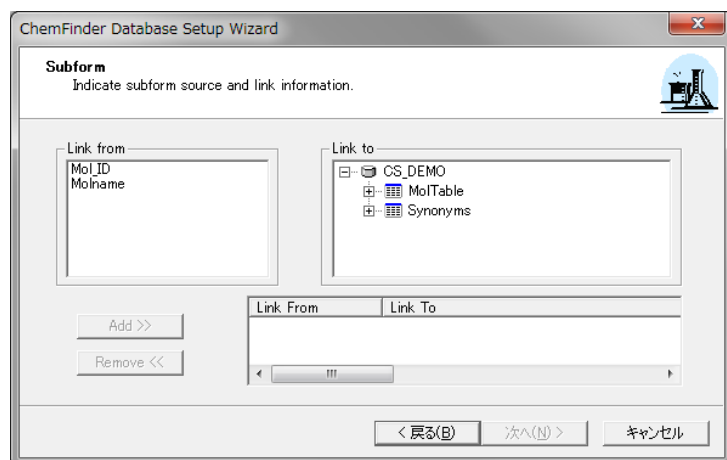 ChemFinder Database Setup Wizard
Subform
Indicate subform source and link information.
Link from
Mol_ID
Molname
Link to
CS_DEMO
MolTable
Synonyms
Add >>
Remove <<
Link From Link To
< 戻る(B) 次へ(N) > キャンセル